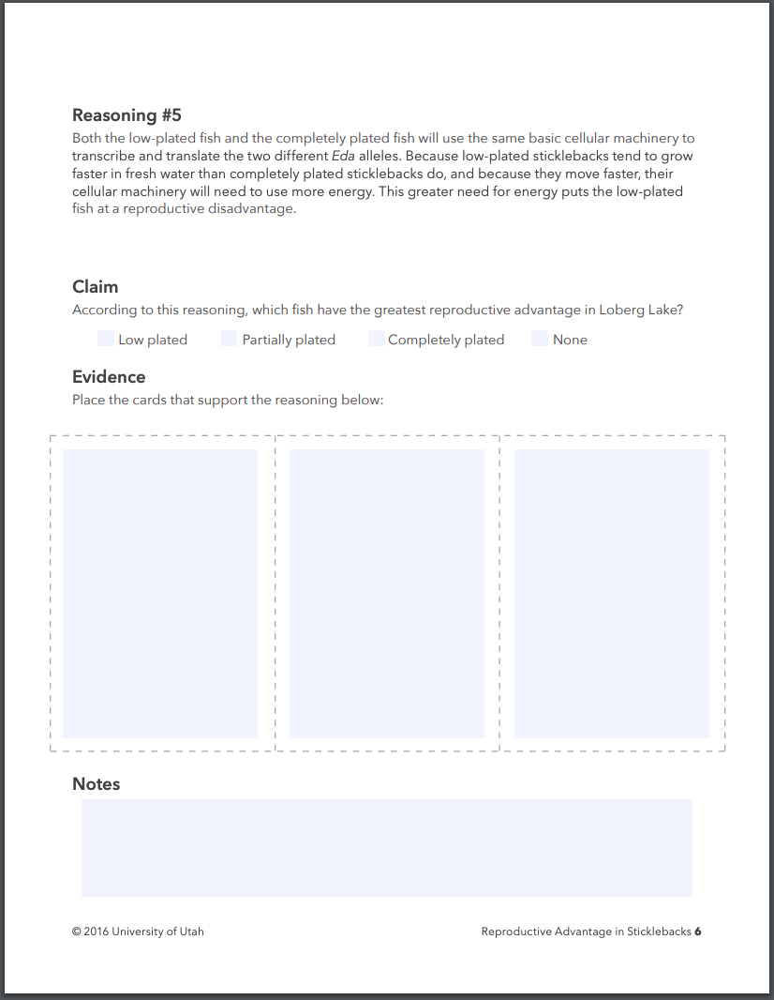 Reasoning #5
Both the low-plated fish and the completely plated fish will use the same basic cellular machinery to
transcribe and translate the two different Eda alleles. Because low-plated sticklebacks tend to grow
faster in fresh water than completely plated sticklebacks do, and because they move faster, their
cellular machinery will need to use more energy. This greater need for energy puts the low-plated
fish at a reproductive disadvantage.
Claim
According to this reasoning, which fish have the greatest reproductive advantage in Loberg Lake?
Low plated Partially plated Completely plated None
Evidence
Place the cards that support the reasoning below:
Notes
© 2016 University of Utah Reproductive Advantage in Sticklebacks 6